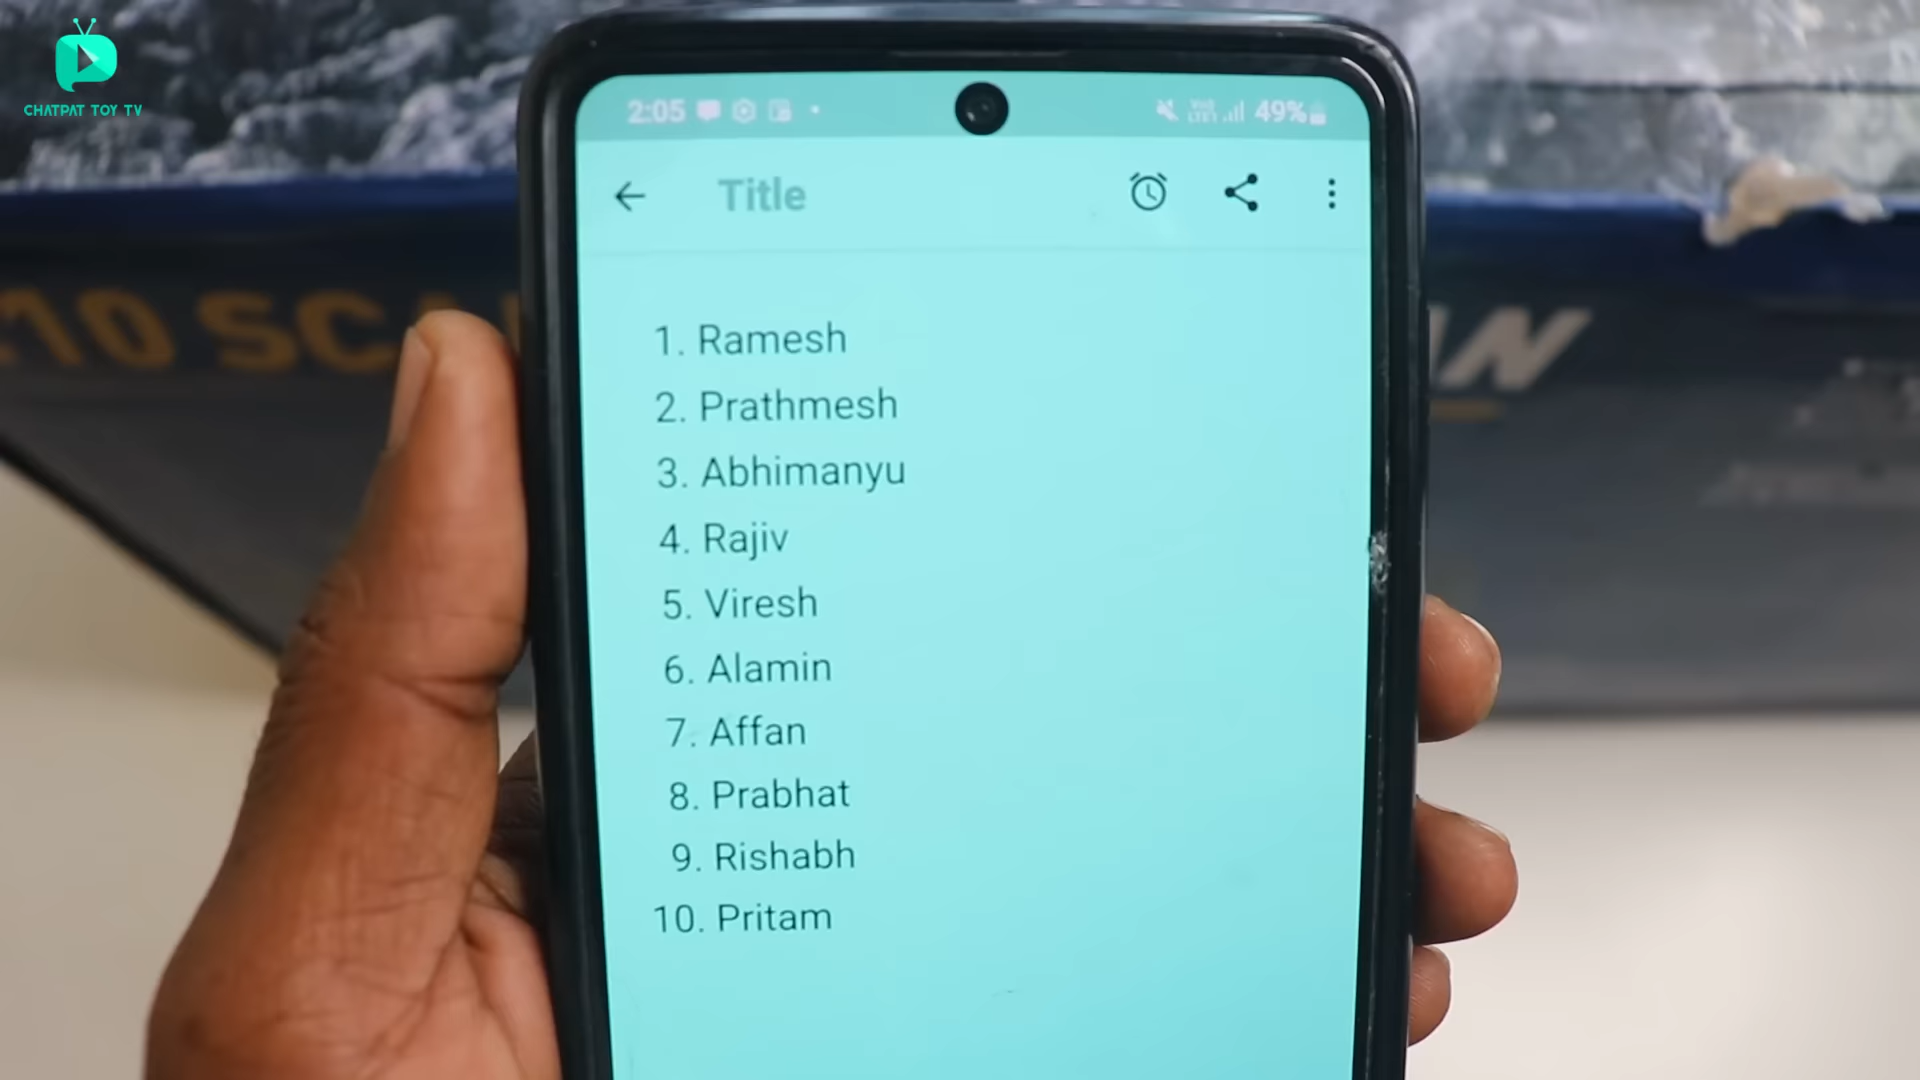 CHATPAT TOY TV
2:05
49%
Title
1. Ramesh
2. Prathmesh
3. Abhimanyu
4. Rajiv
5. Viresh
6. Alamin
7. Affan
8. Prabhat
9. Rishabh
10. Pritam